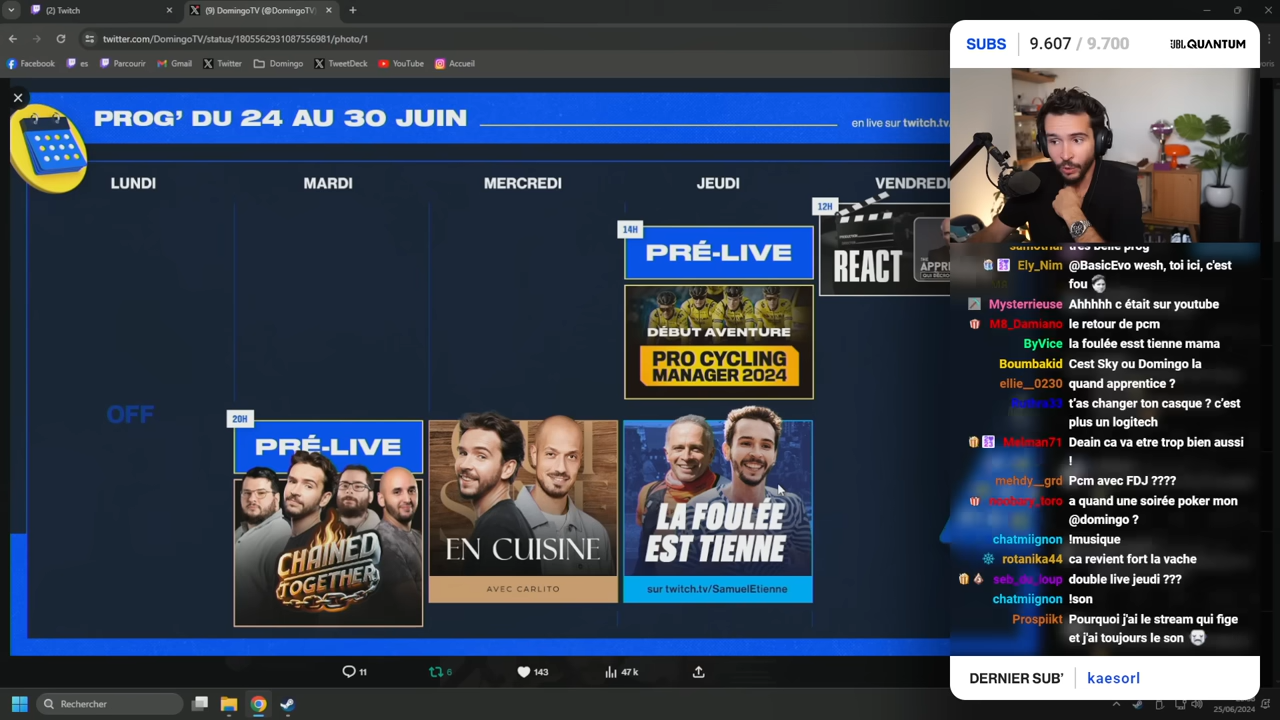 (2) Twitch
(9) DomingoTV (@DomingoTV)
twitter.com/DomingoTV/status/1805562931087556981/photo/1
Facebook
es
Parcourir
Gmail
Twitter
Domingo
TweetDeck
YouTube
Accueil
PROG' DU 24 AU 30 JUIN
en live sur twitch.tv
LUNDI
MARDI
MERCREDI
JEUDI
VENDREDI
OFF
20H
PRÉ-LIVE
CHAINED
TOGETHER
EN CUISINE
AVEC CARLITO
14H
PRÉ-LIVE
DÉBUT AVENTURE
PRO CYCLING
MANAGER 2024
LA FOULÉE
EST TIENNE
sur twitch.tv/SamuelEtienne
12H
REACT
11
6
143
47 k
SUBS 9.607 / 9.700
JBL QUANTUM
très belle prog
Ely_Nim @BasicEvo wesh, toi ici, c'est
fou
Mysterrieuse Ahhhhh c était sur youtube
M8_Damiano le retour de pcm
ByVice la foulée esst tienne mama
Boumbakid Cest Sky ou Domingo la
ellie__0230 quand apprentice ?
t'as changer ton casque ? c'est
plus un logitech
Malman71 Deain ca va etre trop bien aussi
!
mehdy__grd Pcm avec FDJ ????
a quand une soirée poker mon
@domingo ?
chatmiignon !musique
rotanika44 ca revient fort la vache
seb_du_loup double live jeudi ???
chatmiignon !son
Prospiikt Pourquoi j'ai le stream qui fige
et j'ai toujours le son
DERNIER SUB' kaesorl
Rechercher
25/06/2024